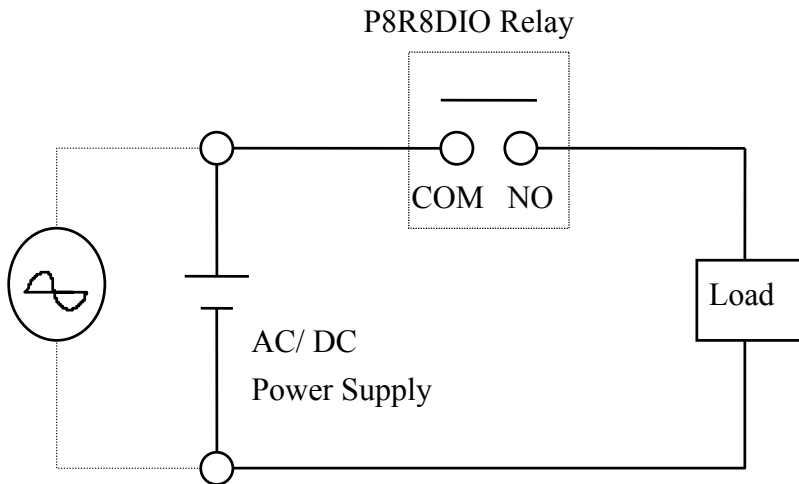 P8R8DIO Relay
COM NO
Load
AC/ DC
Power Supply